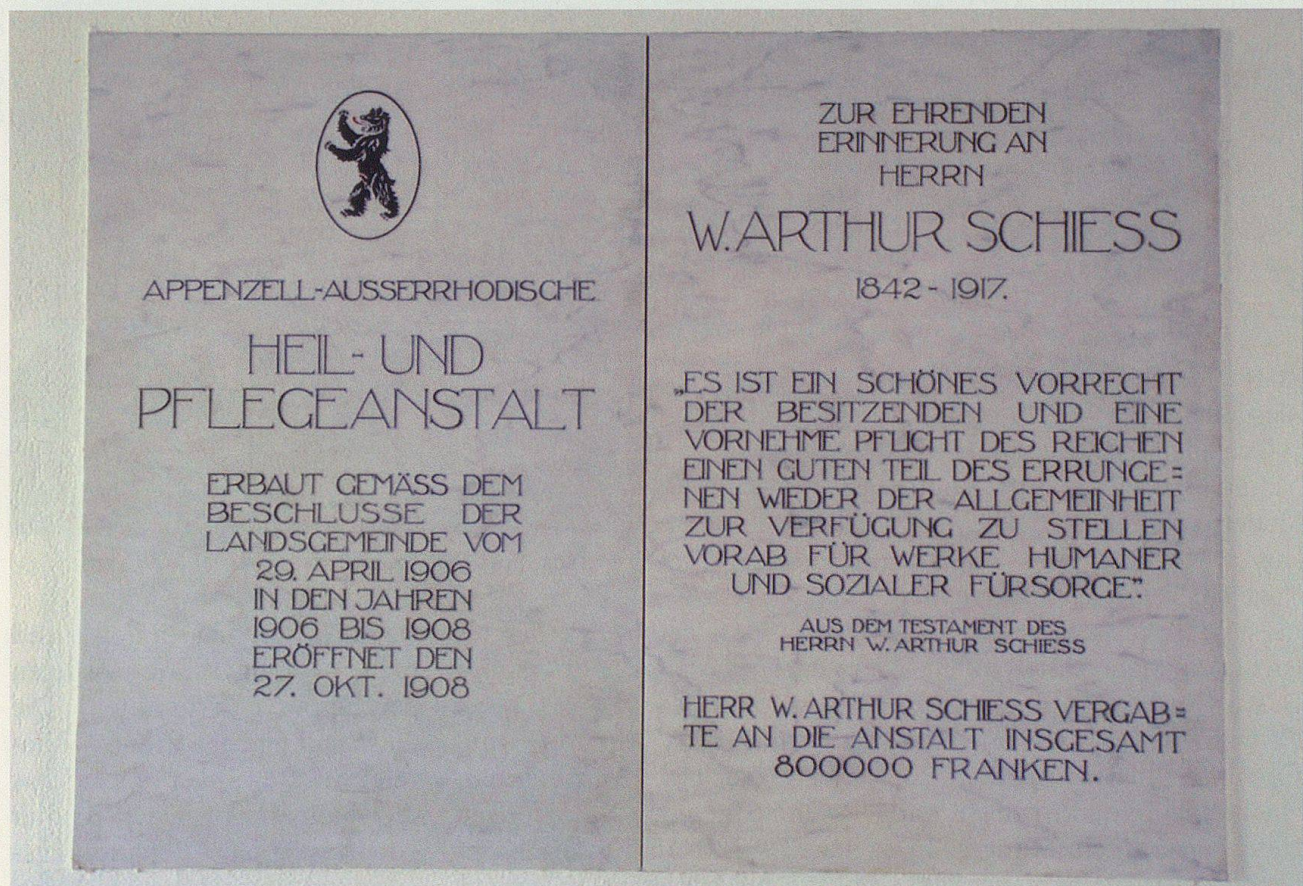 APPENZELL-AUSSERRHODISCHE
HEIL- UND
PFLEGEANSTALT
ERBAUT GEMÄSS DEM
BESCHLUSSE DER
LANDSGEMEINDE VOM
29. APRIL 1906
IN DEN JAHREN
1906 BIS 1908
ERÖFFNET DEN
27. OKT. 1908
ZUR EHRENDEN
ERINNERUNG AN
HERRN
W. ARTHUR SCHIESS
1842 - 1917.
„ES IST EIN SCHÖNES VORRECHT
DER BESITZENDEN UND EINE
VORNEHME PFLICHT DES REICHEN
EINEN GUTEN TEIL DES ERRUNGE=
NEN WIEDER DER ALLGEMEINHEIT
ZUR VERFÜGUNG ZU STELLEN
VORAB FÜR WERKE HUMANER
UND SOZIALER FÜRSORGE".
AUS DEM TESTAMENT DES
HERRN W. ARTHUR SCHIESS
HERR W. ARTHUR SCHIESS VERGAB=
TE AN DIE ANSTALT INSGESAMT
800000 FRANKEN.